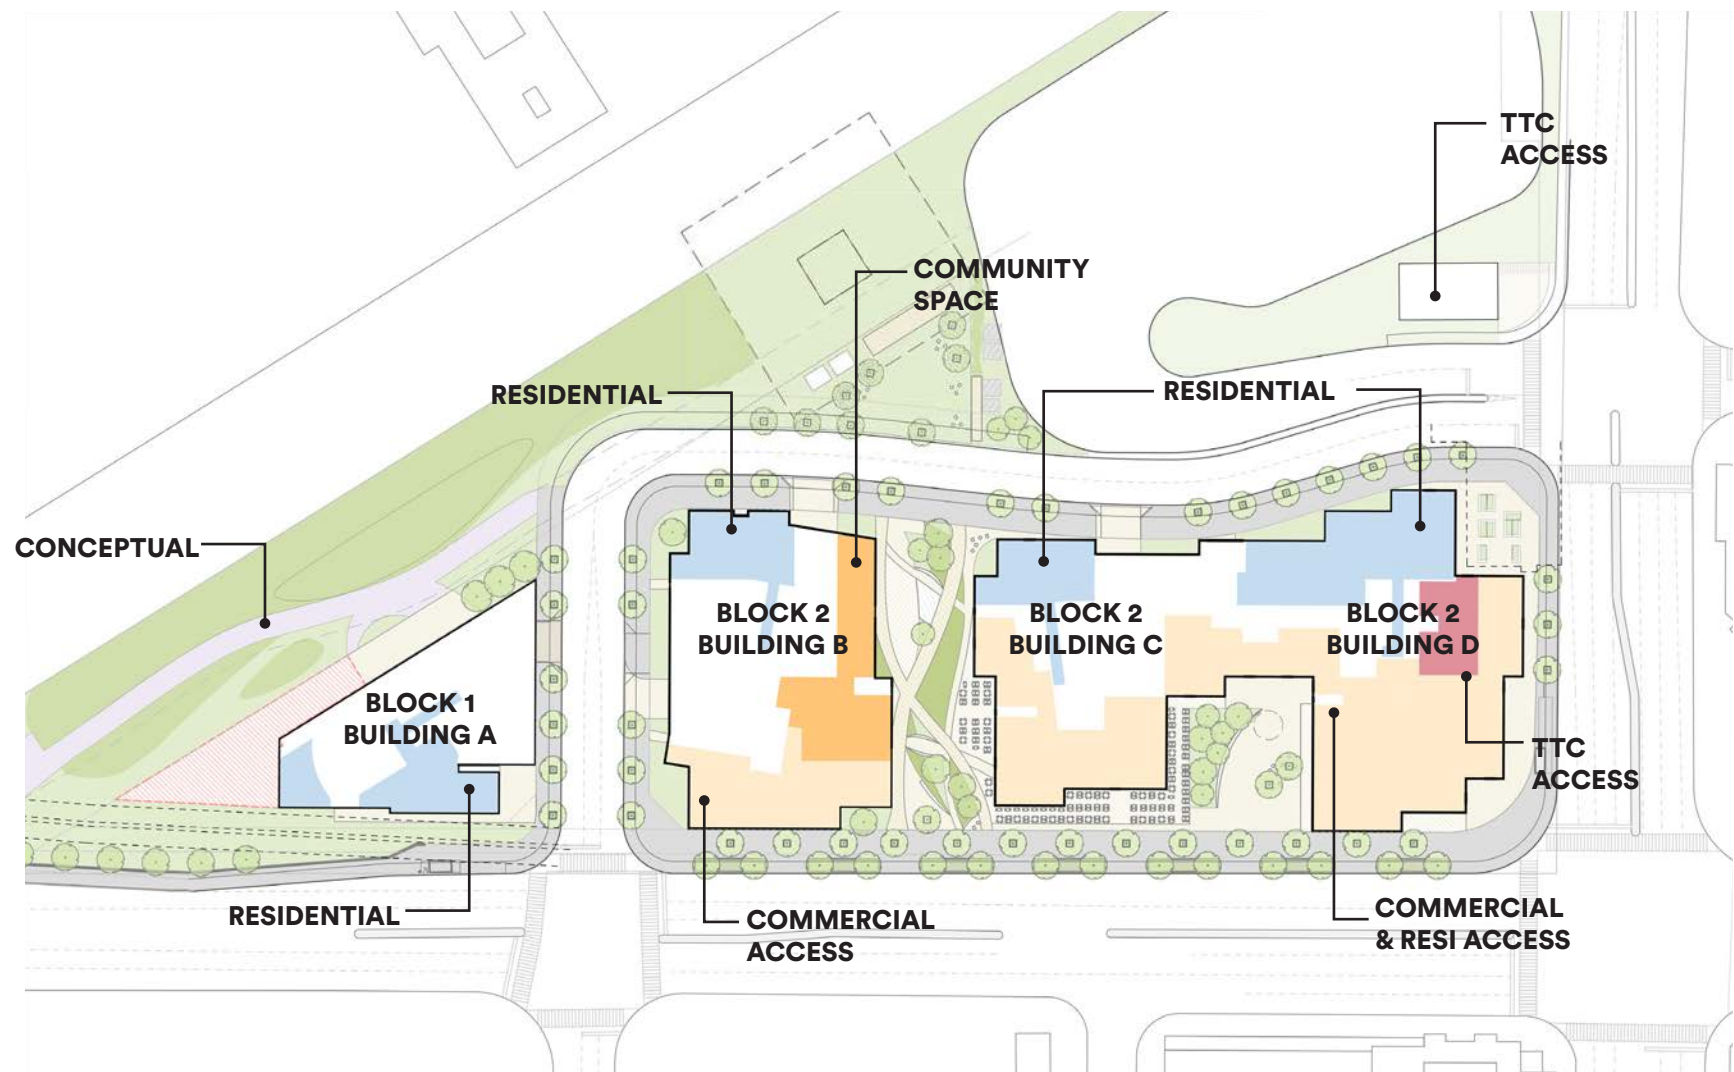 TTC
ACCESS
COMMUNITY
SPACE
RESIDENTIAL
RESIDENTIAL
CONCEPTUAL
BLOCK 2
BUILDING B
BLOCK 2
BUILDING C
BLOCK 2
BUILDING D
BLOCK 1
BUILDING A
TTC
ACCESS
RESIDENTIAL
COMMERCIAL
ACCESS
COMMERCIAL
& RESI ACCESS